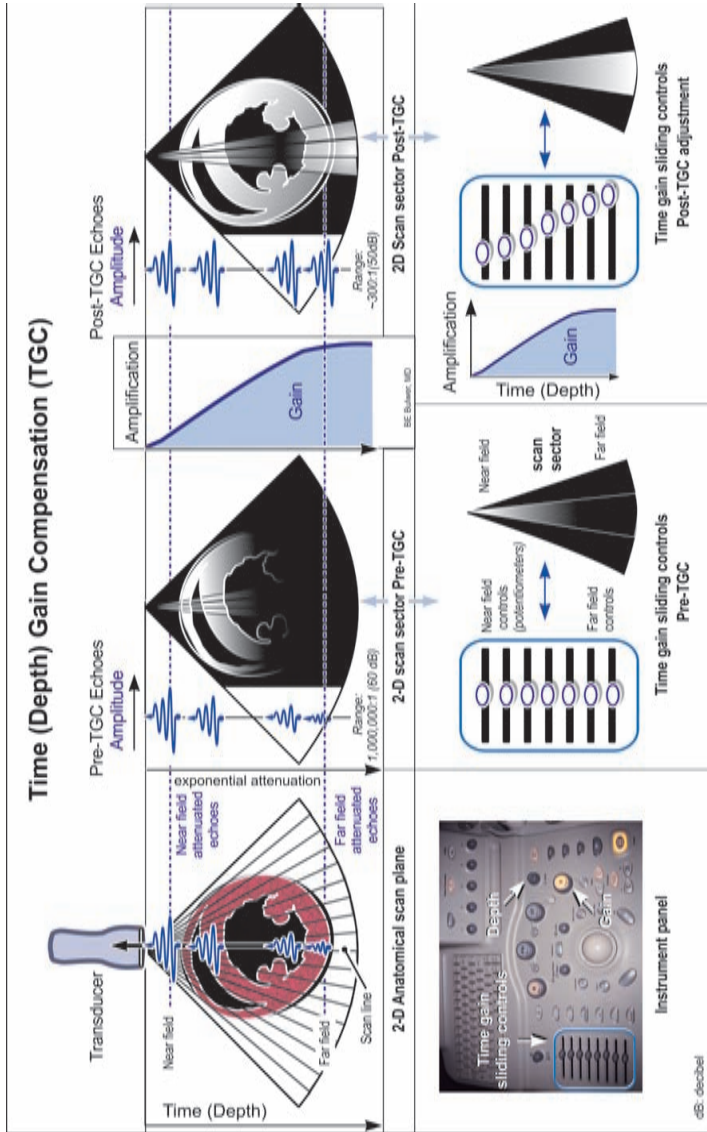 Time (Depth) Gain Compensation (TGC)
Transducer
Time (Depth)
Near field
Far field
Scan line
Near field
attenuated
echoes
Far field
attenuated
echoes
2-D Anatomical scan plane
exponential attenuation
Pre-TGC Echoes
Amplitude
Range:
1,000,000:1 (60 dB)
2-D scan sector Pre-TGC
Amplification
Gain
BE Bulwer, MD
Post-TGC Echoes
Amplitude
Range:
~300:1(50dB)
2D Scan sector Post-TGC
Time gain
sliding controls
Depth
Gain
Instrument panel
dB: decibel
Near field
controls
(potentiometers)
Far field
controls
Near field
scan
sector
Far field
Time gain sliding controls
Pre-TGC
Amplification
Gain
Time (Depth)
Time gain sliding controls
Post-TGC adjustment